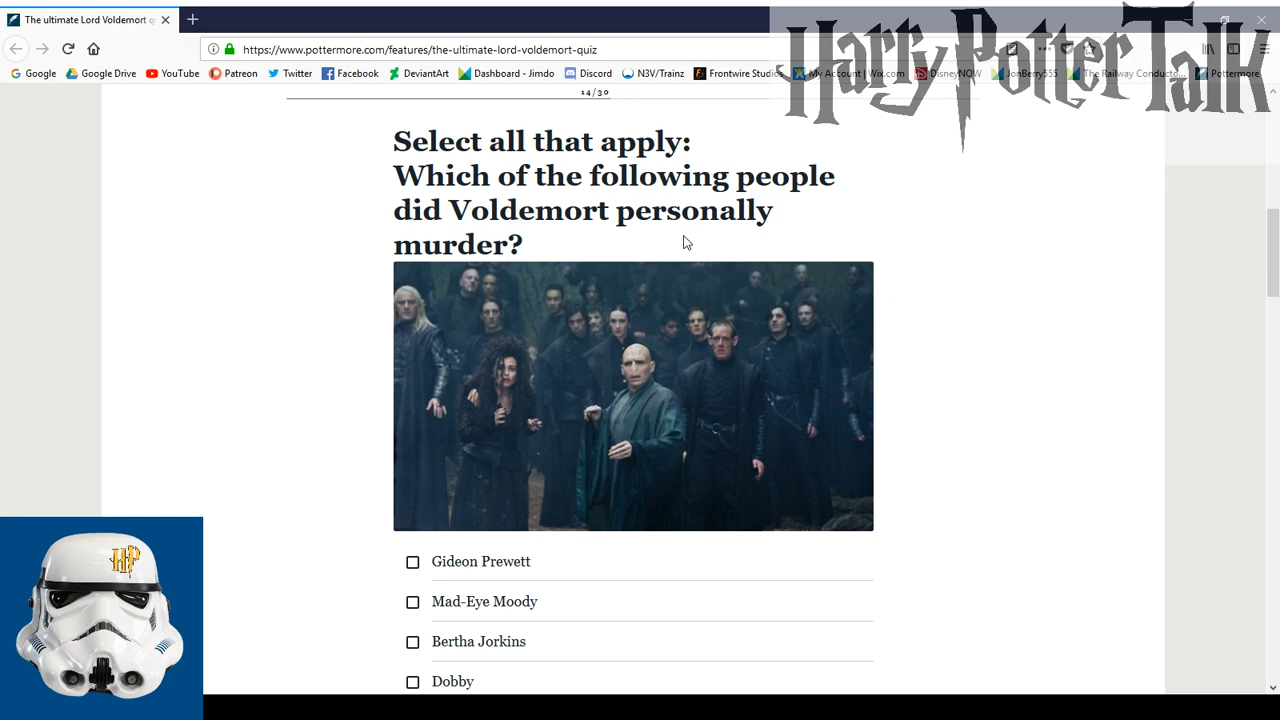 The ultimate Lord Voldemort q
https://www.pottermore.com/features/the-ultimate-lord-voldemort-quiz
Harry Potter Talk
Google
Google Drive
YouTube
Patreon
Twitter
Facebook
DeviantArt
Dashboard - Jimdo
Discord
N3V/Trainz
Frontwire Studios
My Account | Wix.com
DisneyNOW
JonBerry555
The Railway Conducto...
Pottermore
14/30
Select all that apply:
Which of the following people
did Voldemort personally
murder?
Gideon Prewett
Mad-Eye Moody
Bertha Jorkins
Dobby
HP